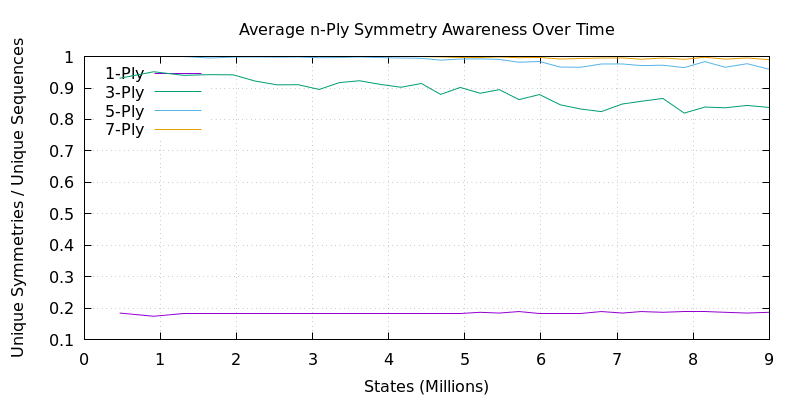 Average n-Ply Symmetry Awareness Over Time
Unique Symmetries / Unique Sequences
1
0.9
0.8
0.7
0.6
0.5
0.4
0.3
0.2
0.1
1-Ply
3-Ply
5-Ply
7-Ply
0 1 2 3 4 5 6 7 8 9
States (Millions)